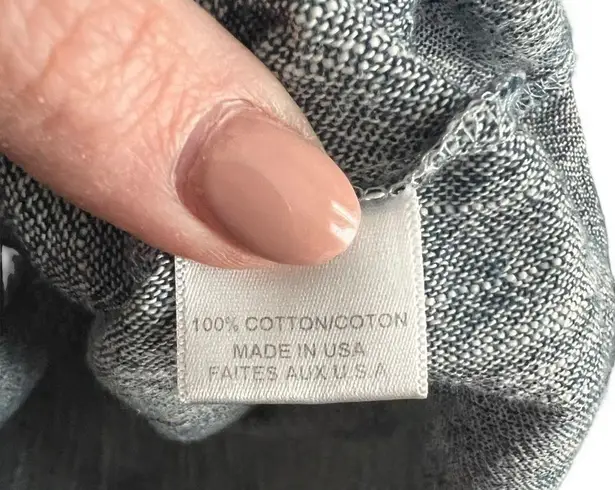 100% COTTON/COTON
MADE IN USA
FAITES AUX U.S.A